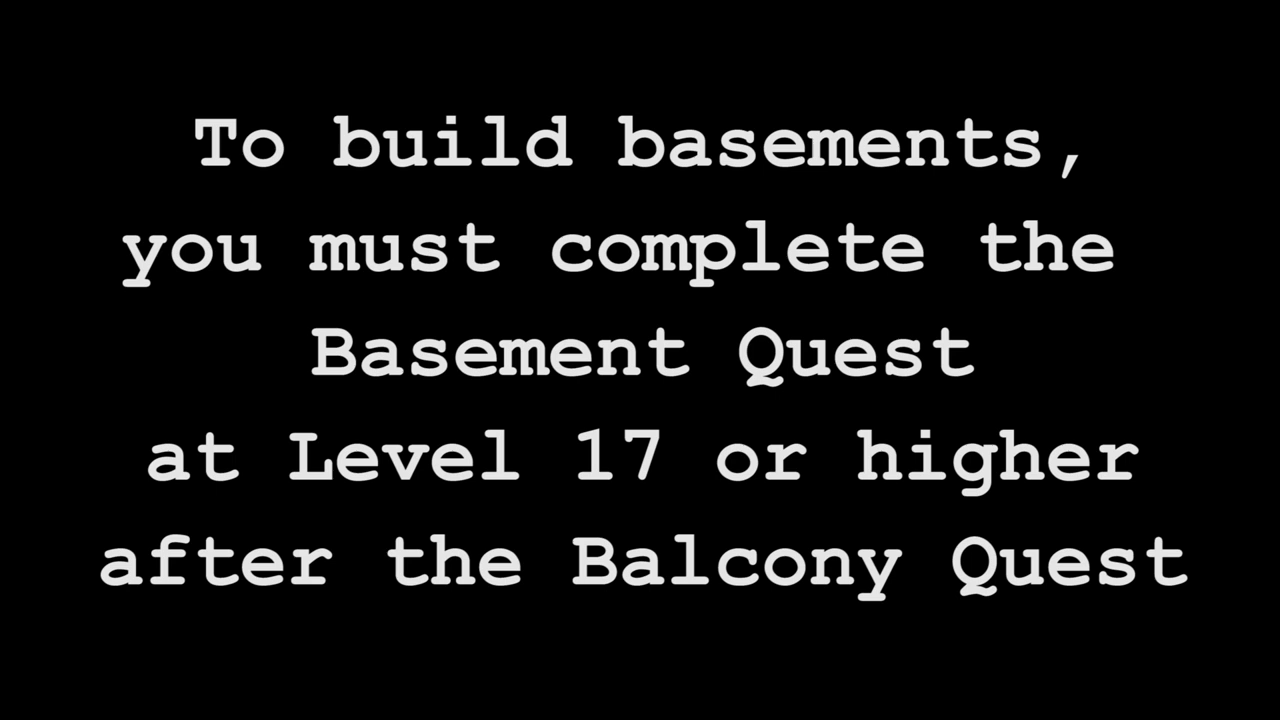 To build basements,
you must complete the
Basement Quest
at Level 17 or higher
after the Balcony Quest